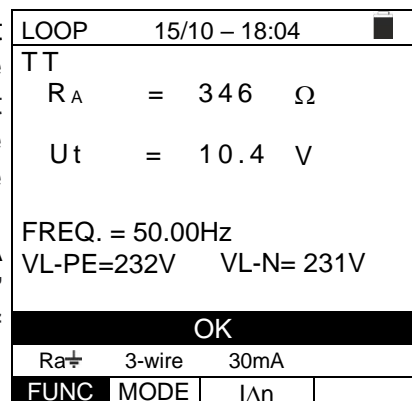 LOOP 15/10 – 18:04
TT
RA = 346 Ω
Ut = 10.4 V
FREQ. = 50.00Hz
VL-PE=232V VL-N= 231V
OK
Ra⏚ 3-wire 30mA
FUNC MODE IΔn